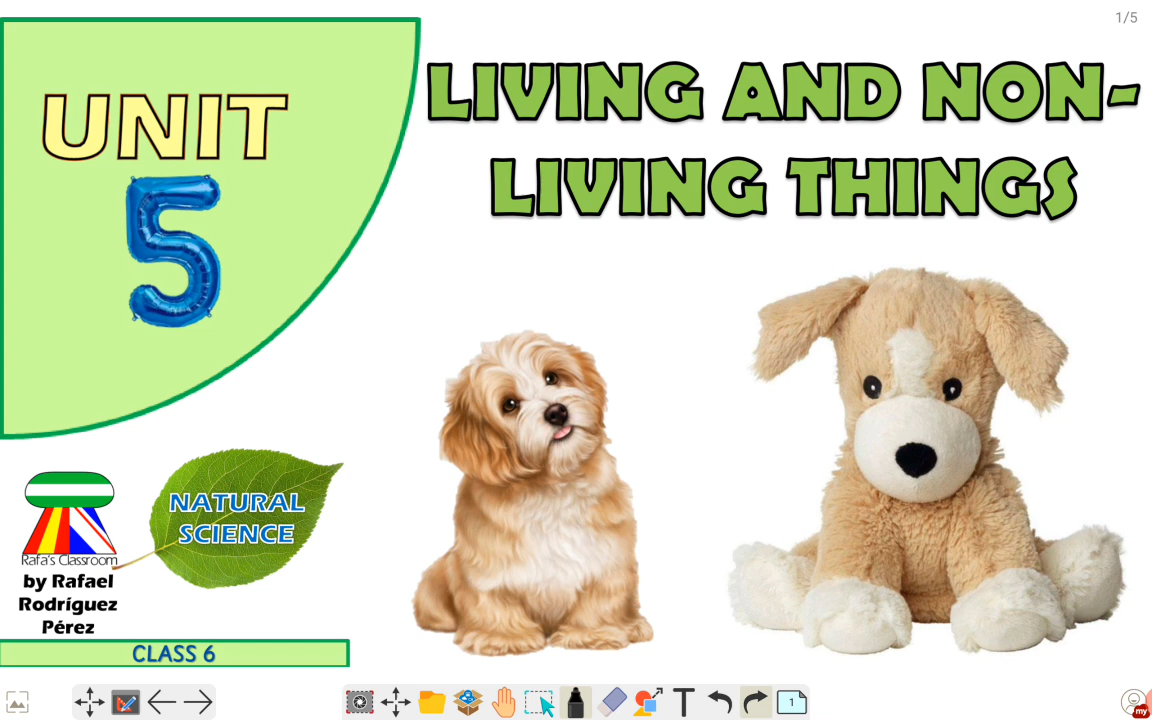 1/5
UNIT
5
LIVING AND NON-
LIVING THINGS
NATURAL
SCIENCE
Rafa's Classroom
by Rafael
Rodríguez
Pérez
CLASS 6
1
my